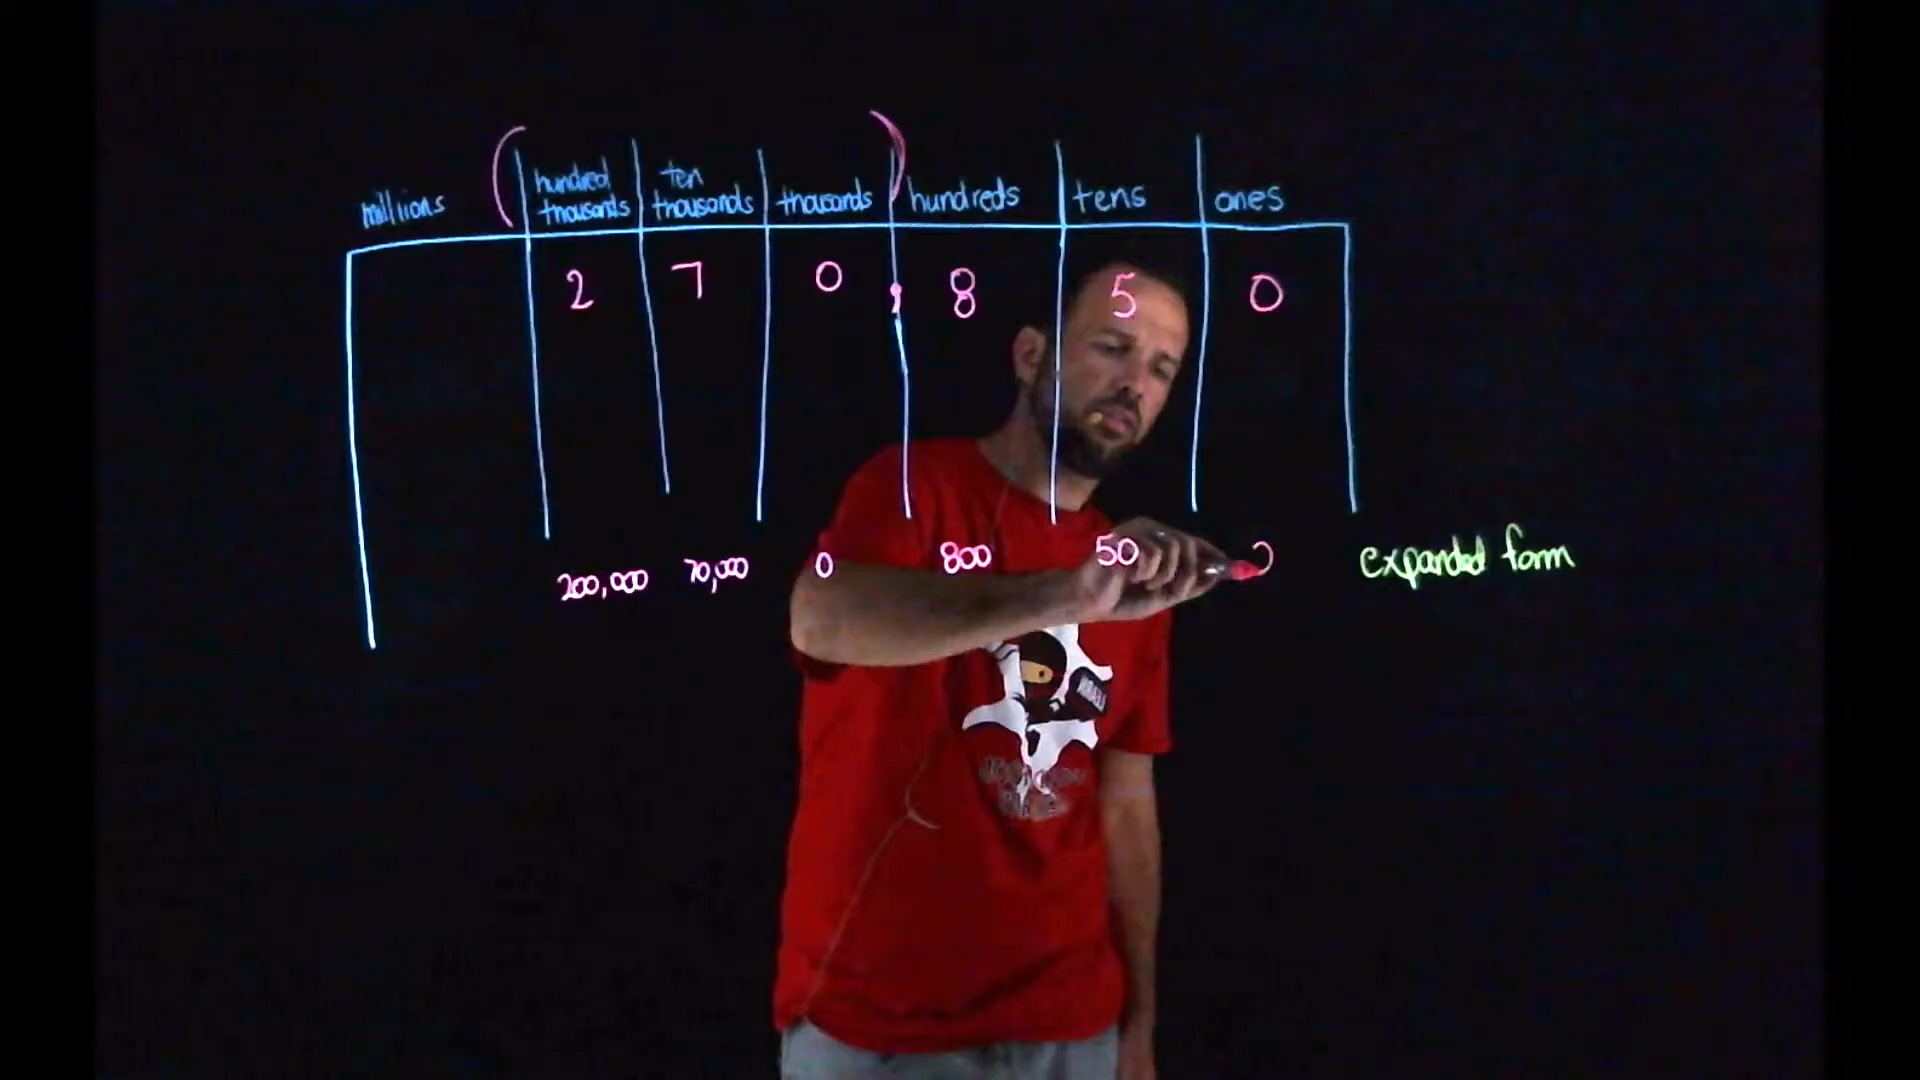 millions hundred thousands ten thousands thousands hundreds tens ones
2 7 0, 8 5 0
200,000 70,000 0 800 50 expanded form